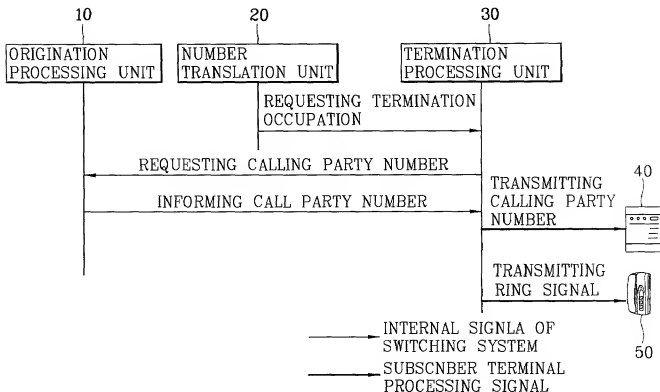 10
20
30
ORIGINATION
PROCESSING UNIT
NUMBER
TRANSLATION UNIT
TERMINATION
PROCESSING UNIT
REQUESTING TERMINATION
OCCUPATION
REQUESTING CALLING PARTY NUMBER
INFORMING CALL PARTY NUMBER
TRANSMITTING
CALLING PARTY
NUMBER
40
TRANSMITTING
RING SIGNAL
50
INTERNAL SIGNLA OF
SWITCHING SYSTEM
SUBSCNBER TERMINAL
PROCESSING SIGNAL